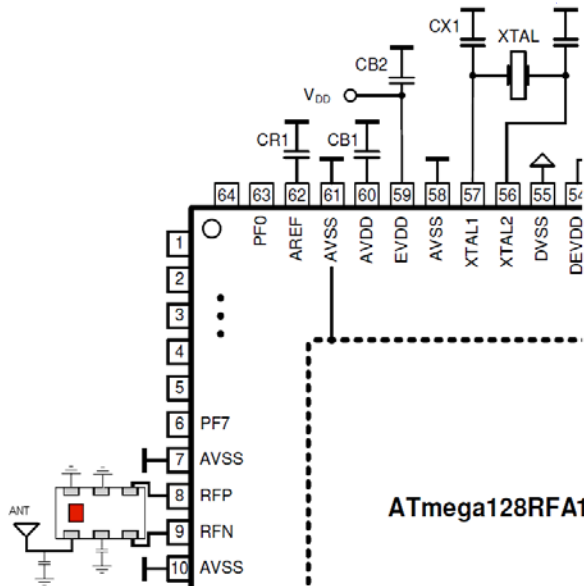 CX1 XTAL
CB2
VDD
CR1 CB1
64 63 62 61 60 59 58 57 56 55 54
PF0 AREF AVSS AVDD EVDD AVSS XTAL1 XTAL2 DVSS DEVDD
1
2
3
4
5
6 PF7
7 AVSS
8 RFP
ANT
9 RFN
ATmega128RFA1
10 AVSS